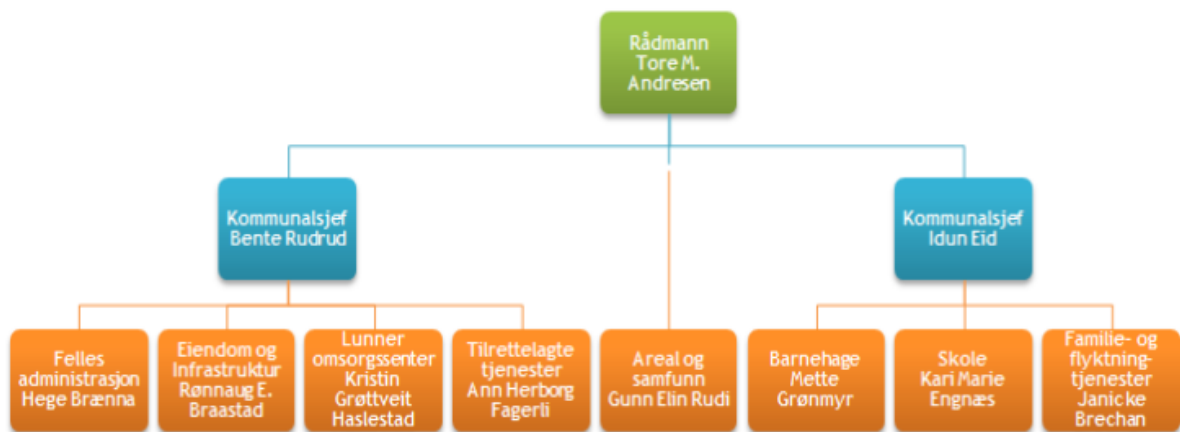 Rådmann
Tore M.
Andresen
Kommunalsjef
Bente Rudrud
Kommunalsjef
Idun Eid
Felles
administrasjon
Hege Brænna
Eiendom og
Infrastruktur
Rønnaug E.
Braastad
Lunner
omsorgssenter
Kristin
Grøttveit
Haslestad
Tilrettelagte
tjenester
Ann Herborg
Fagerli
Areal og
samfunn
Gunn Elin Rudi
Barnehage
Mette
Grønmyr
Skole
Kari Marie
Engnæs
Familie- og
flyktning-
tjenester
Janicke
Brechan